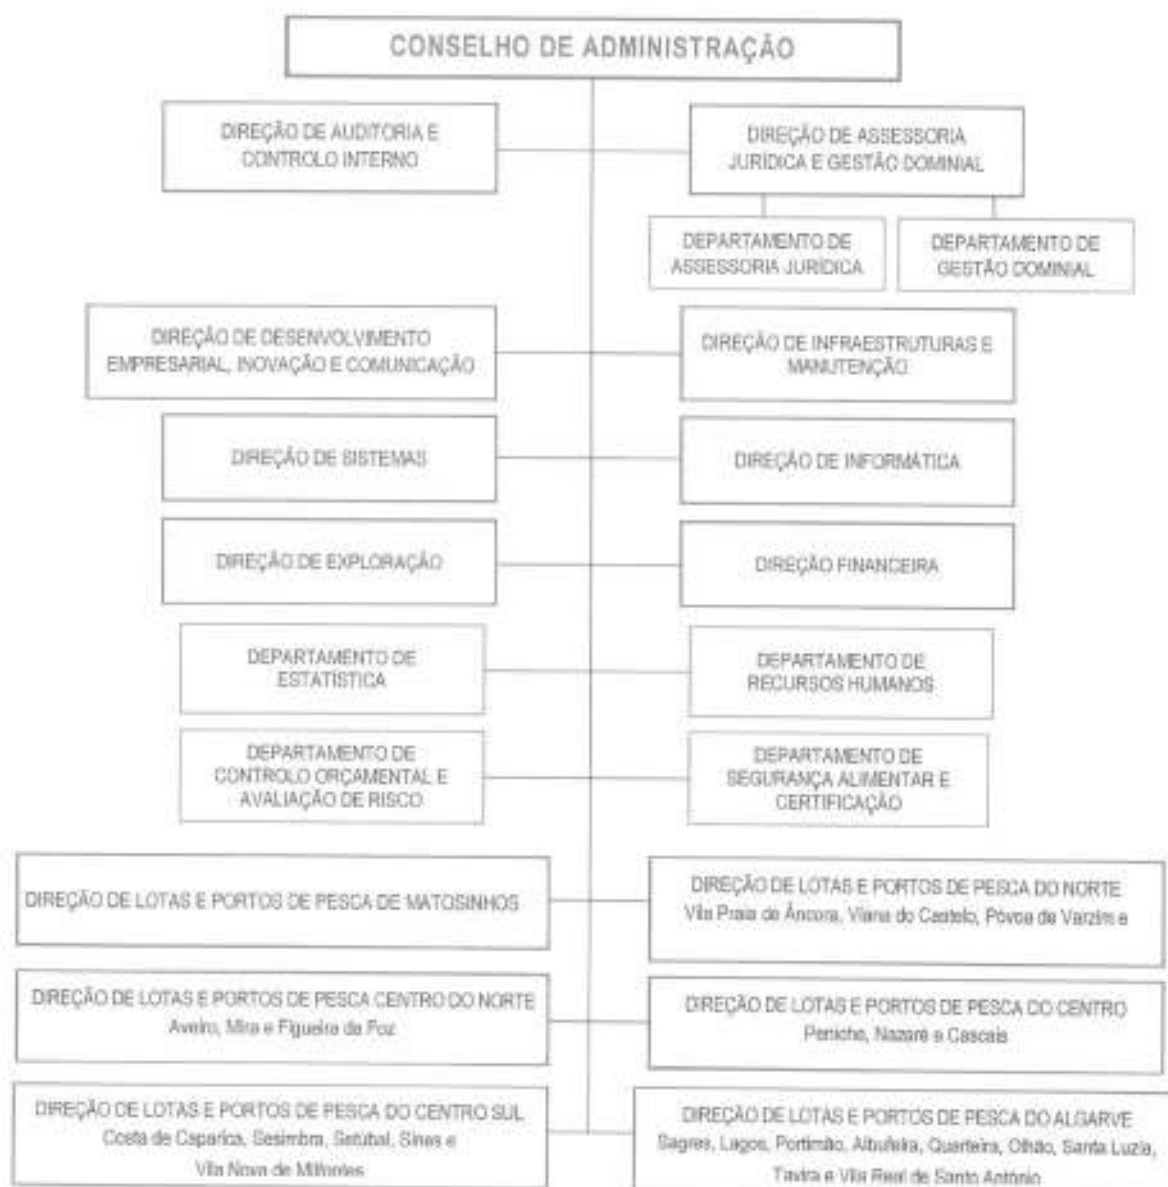 CONSELHO DE ADMINISTRAÇÃO
DIREÇÃO DE AUDITORIA E
CONTROLO INTERNO
DIREÇÃO DE ASSESSORIA
JURÍDICA E GESTÃO DOMINIAL
DEPARTAMENTO DE
ASSESSORIA JURÍDICA
DEPARTAMENTO DE
GESTÃO DOMINIAL
DIREÇÃO DE DESENVOLVIMENTO
EMPRESARIAL, INOVAÇÃO E COMUNICAÇÃO
DIREÇÃO DE INFRAESTRUTURAS E
MANUTENÇÃO
DIREÇÃO DE SISTEMAS
DIREÇÃO DE INFORMÁTICA
DIREÇÃO DE EXPLORAÇÃO
DIREÇÃO FINANCEIRA
DEPARTAMENTO DE
ESTATÍSTICA
DEPARTAMENTO DE
RECURSOS HUMANOS
DEPARTAMENTO DE
CONTROLO ORÇAMENTAL E
AVALIAÇÃO DE RISCO
DEPARTAMENTO DE
SEGURANÇA ALIMENTAR E
CERTIFICAÇÃO
DIREÇÃO DE LOTAS E PORTOS DE PESCA DE MATOSINHOS
DIREÇÃO DE LOTAS E PORTOS DE PESCA DO NORTE
Vila Praia de Âncora, Viana do Castelo, Póvoa de Varzim e
DIREÇÃO DE LOTAS E PORTOS DE PESCA CENTRO DO NORTE
Aveiro, Mira e Figueira da Foz
DIREÇÃO DE LOTAS E PORTOS DE PESCA DO CENTRO
Peniche, Nazaré e Cascais
DIREÇÃO DE LOTAS E PORTOS DE PESCA DO CENTRO SUL
Costa de Caparica, Sesimbra, Setúbal, Sines e
Vila Nova de Milfontes
DIREÇÃO DE LOTAS E PORTOS DE PESCA DO ALGARVE
Sagres, Lagos, Portimão, Albufeira, Quarteira, Olhão, Santa Luzia,
Tavira e Vila Real de Santo António